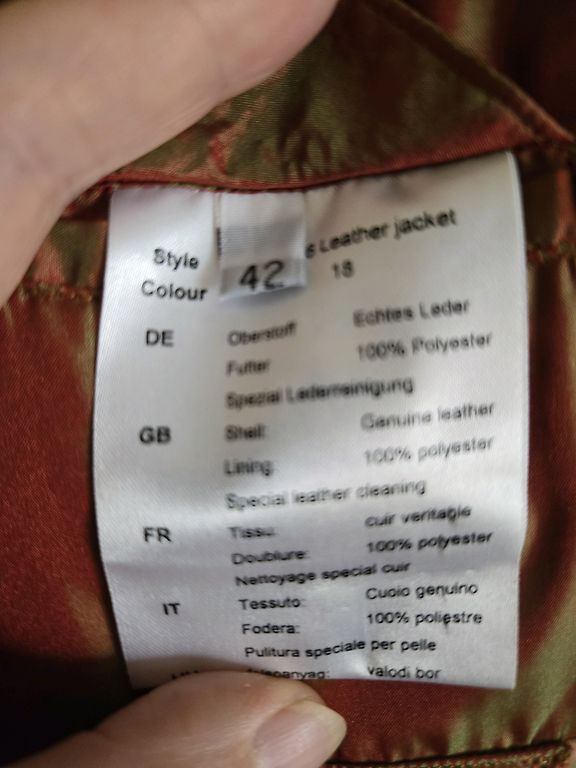 Style Leather jacket
42
Colour 18
DE Oberstoff Echtes Leder
Futter 100% Polyester
Spezial Lederreinigung
GB Shell: Genuine leather
Lining: 100% polyester
Special leather cleaning
FR Tissu: cuir veritable
Doublure: 100% polyester
Nettoyage special cuir
IT Tessuto: Cuoio genuino
Fodera: 100% poliestre
Pulitura speciale per pelle
valodi bor